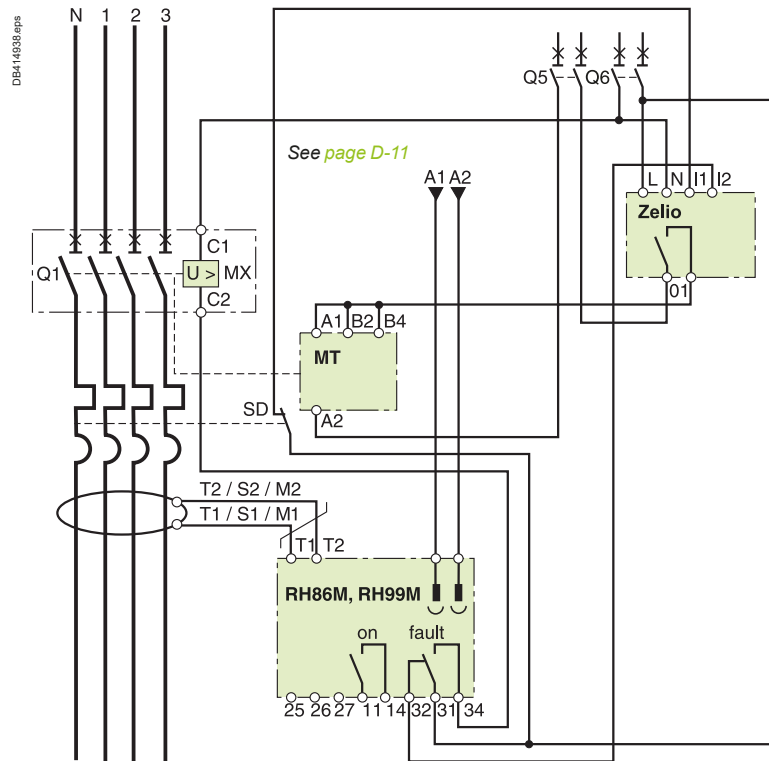 DB414938.eps
N 1 2 3
Q5 Q6
See page D-11
A1 A2
L N I1 I2
Zelio
01
C1
Q1 U > MX
C2
A1 B2 B4
MT
A2
SD
T2 / S2 / M2
T1 / S1 / M1
T1 T2
RH86M, RH99M
on fault
25 26 27 11 14 32 31 34